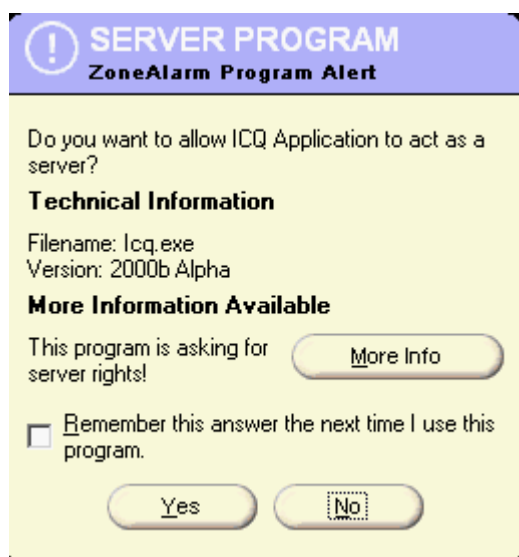 SERVER PROGRAM
ZoneAlarm Program Alert
Do you want to allow ICQ Application to act as a
server?
Technical Information
Filename: Icq.exe
Version: 2000b Alpha
More Information Available
This program is asking for
server rights!
More Info
Remember this answer the next time I use this
program.
Yes
No